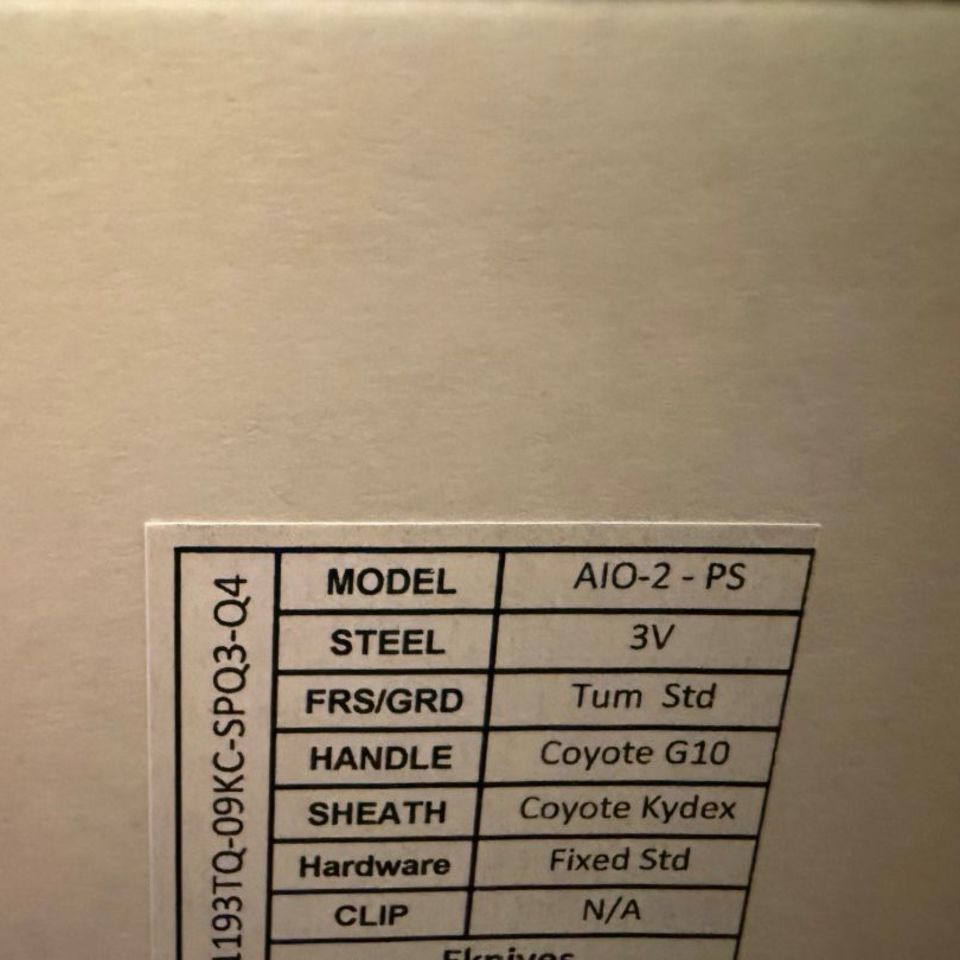 1193TQ-09KC-SPQ3-Q4
MODEL AIO-2 - PS
STEEL 3V
FRS/GRD Tum Std
HANDLE Coyote G10
SHEATH Coyote Kydex
Hardware Fixed Std
CLIP N/A